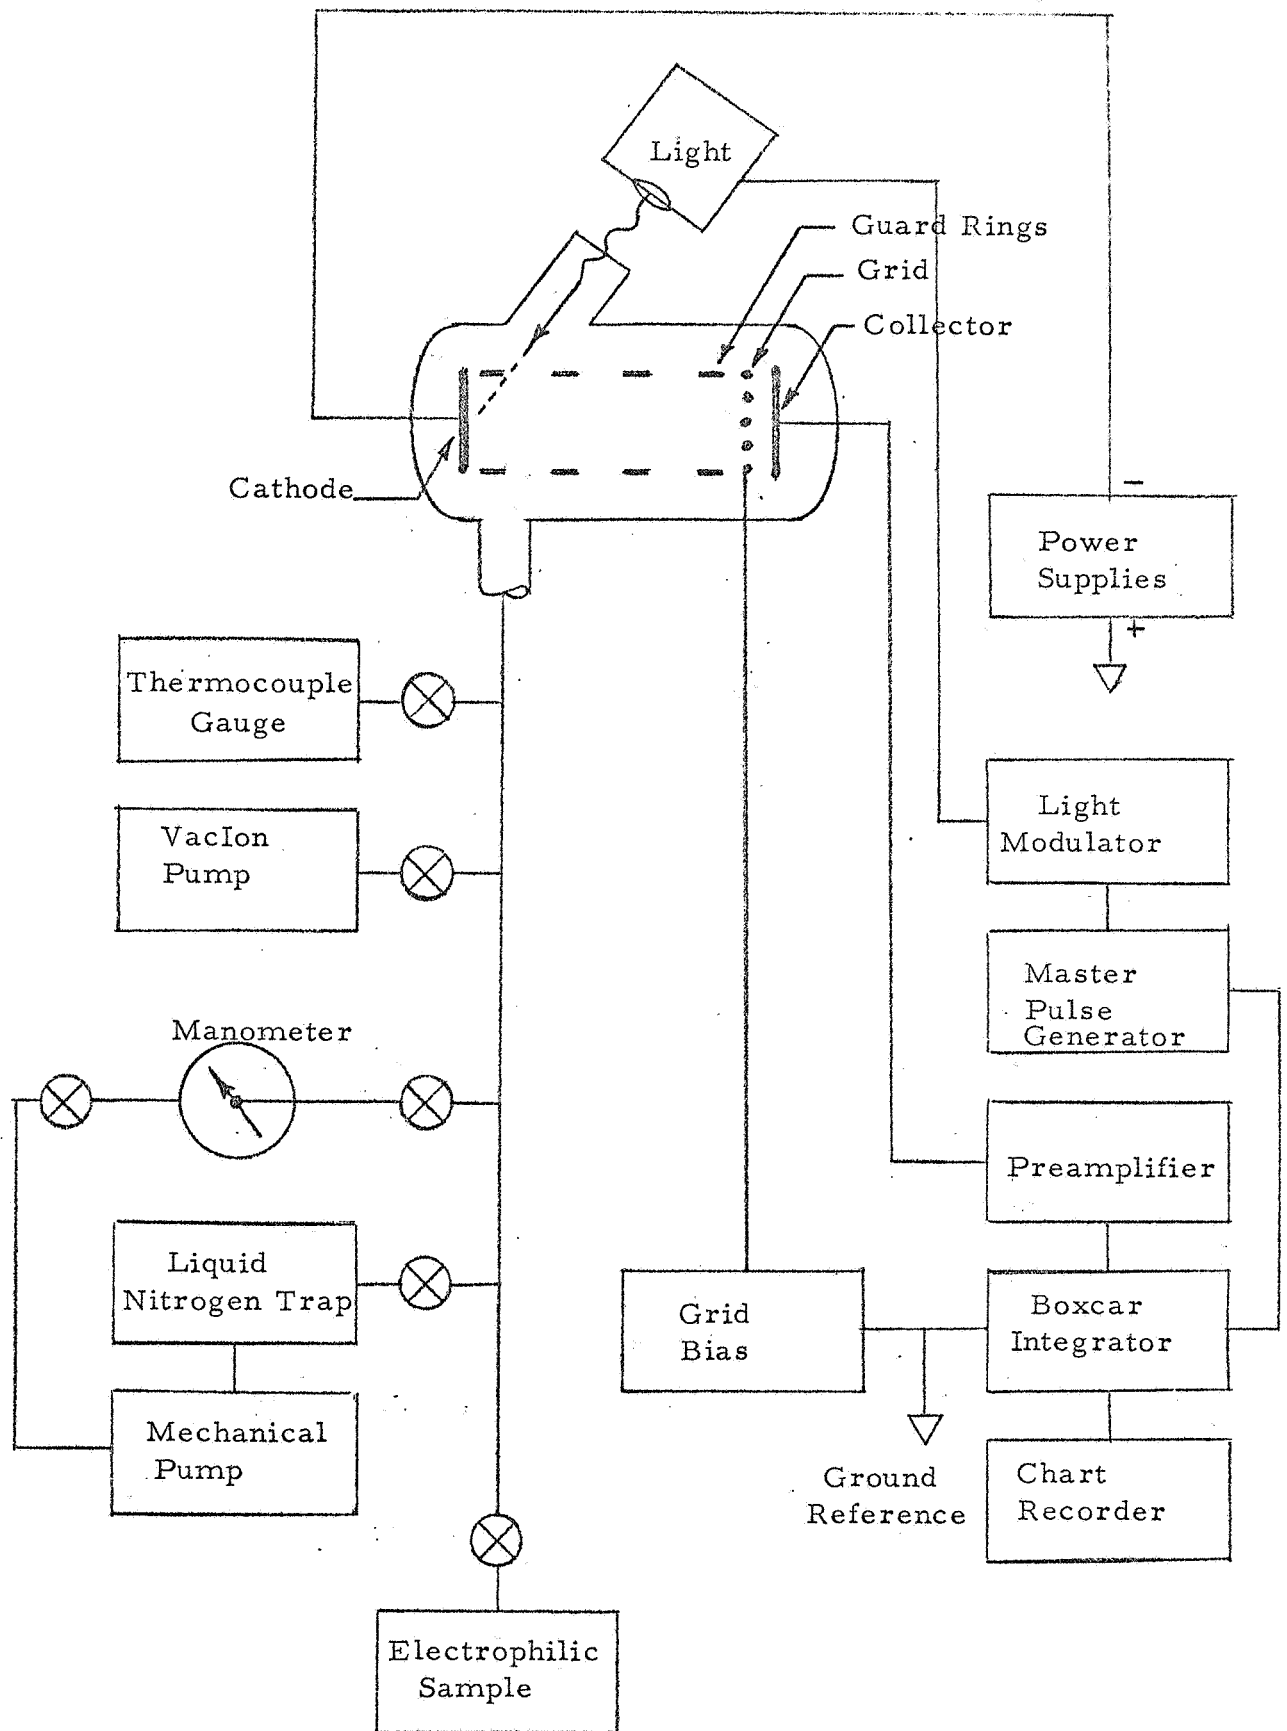 Light
Guard Rings
Grid
Collector
Cathode
−
Power
Supplies
+
Thermocouple
Gauge
Light
Modulator
VacIon
Pump
Master
Pulse
Generator
Manometer
Preamplifier
Liquid
Nitrogen Trap
Grid
Bias
Boxcar
Integrator
Mechanical
Pump
Ground
Reference
Chart
Recorder
Electrophilic
Sample